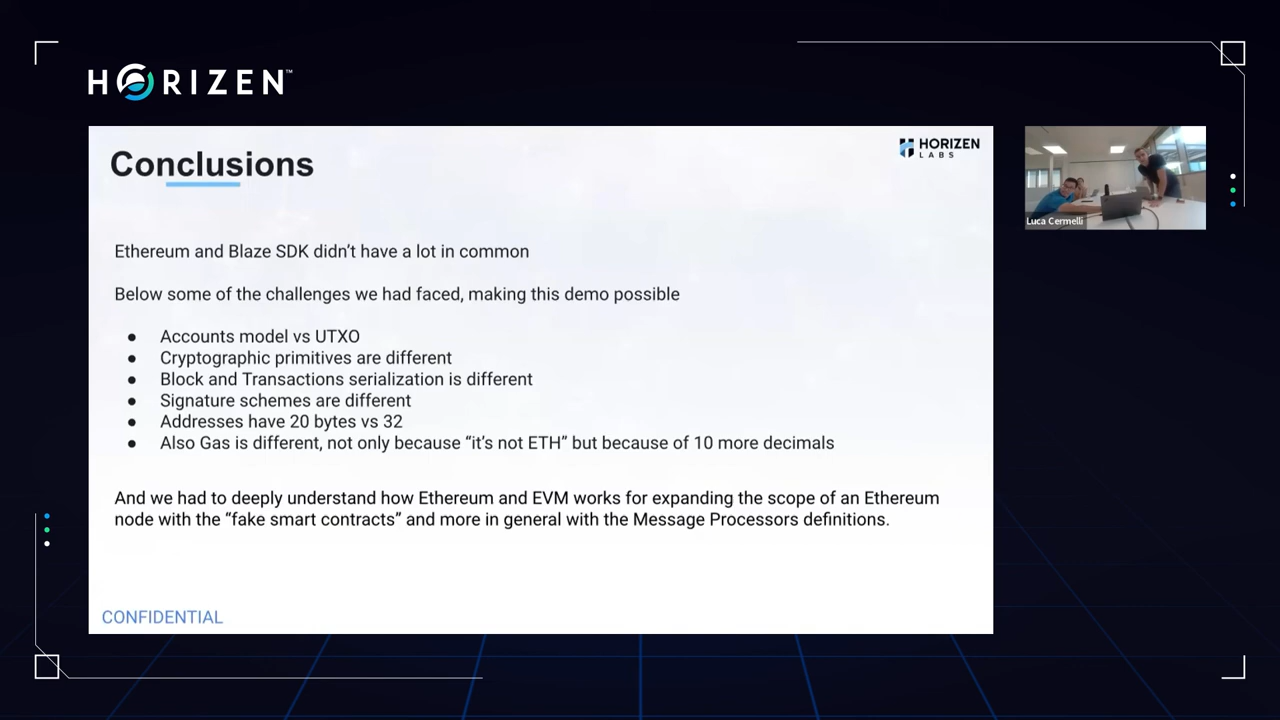 HORIZEN™
Conclusions
HORIZEN
LABS
Luca Cermelli
Ethereum and Blaze SDK didn’t have a lot in common
Below some of the challenges we had faced, making this demo possible
● Accounts model vs UTXO
● Cryptographic primitives are different
● Block and Transactions serialization is different
● Signature schemes are different
● Addresses have 20 bytes vs 32
● Also Gas is different, not only because “it’s not ETH” but because of 10 more decimals
And we had to deeply understand how Ethereum and EVM works for expanding the scope of an Ethereum
node with the “fake smart contracts” and more in general with the Message Processors definitions.
CONFIDENTIAL